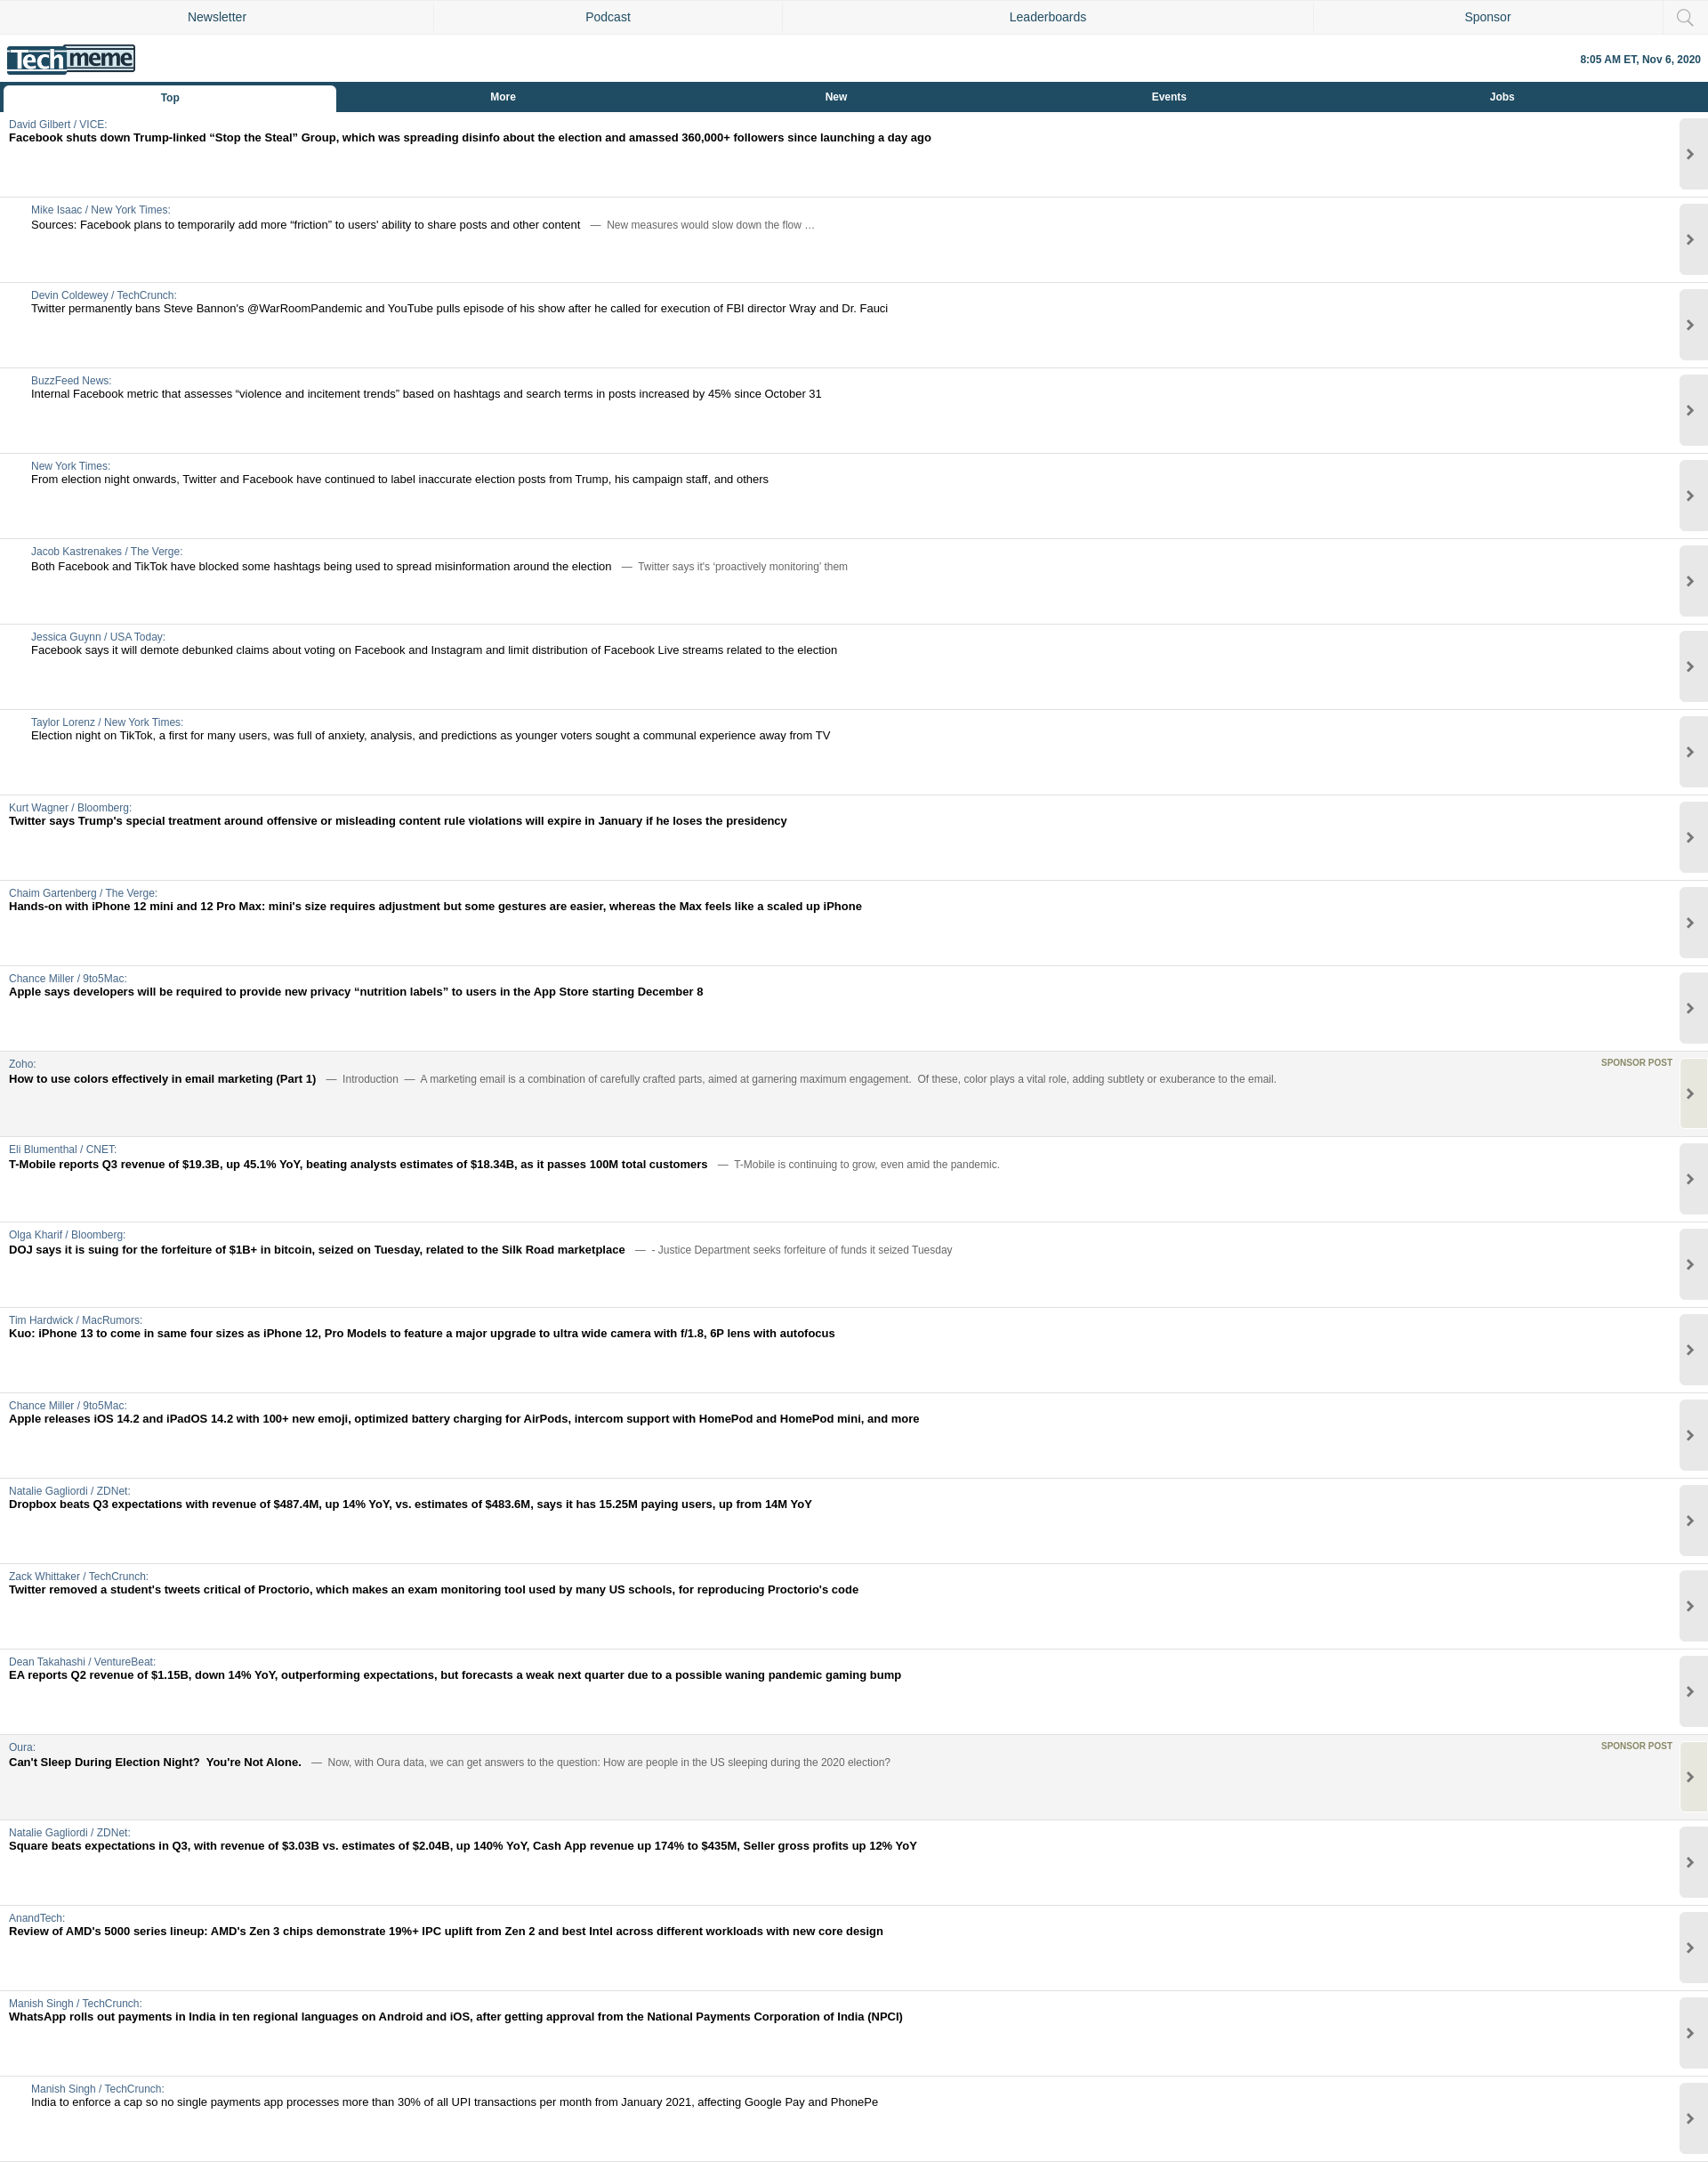 Newsletter
Podcast
Leaderboards
Sponsor
Techmeme
8:05 AM ET, Nov 6, 2020
Top
More
New
Events
Jobs
David Gilbert / VICE:
Facebook shuts down Trump-linked “Stop the Steal” Group, which was spreading disinfo about the election and amassed 360,000+ followers since launching a day ago
Mike Isaac / New York Times:
Sources: Facebook plans to temporarily add more “friction” to users' ability to share posts and other content — New measures would slow down the flow …
Devin Coldewey / TechCrunch:
Twitter permanently bans Steve Bannon's @WarRoomPandemic and YouTube pulls episode of his show after he called for execution of FBI director Wray and Dr. Fauci
BuzzFeed News:
Internal Facebook metric that assesses “violence and incitement trends” based on hashtags and search terms in posts increased by 45% since October 31
New York Times:
From election night onwards, Twitter and Facebook have continued to label inaccurate election posts from Trump, his campaign staff, and others
Jacob Kastrenakes / The Verge:
Both Facebook and TikTok have blocked some hashtags being used to spread misinformation around the election — Twitter says it's ‘proactively monitoring’ them
Jessica Guynn / USA Today:
Facebook says it will demote debunked claims about voting on Facebook and Instagram and limit distribution of Facebook Live streams related to the election
Taylor Lorenz / New York Times:
Election night on TikTok, a first for many users, was full of anxiety, analysis, and predictions as younger voters sought a communal experience away from TV
Kurt Wagner / Bloomberg:
Twitter says Trump's special treatment around offensive or misleading content rule violations will expire in January if he loses the presidency
Chaim Gartenberg / The Verge:
Hands-on with iPhone 12 mini and 12 Pro Max: mini's size requires adjustment but some gestures are easier, whereas the Max feels like a scaled up iPhone
Chance Miller / 9to5Mac:
Apple says developers will be required to provide new privacy “nutrition labels” to users in the App Store starting December 8
Zoho:
SPONSOR POST
How to use colors effectively in email marketing (Part 1) — Introduction — A marketing email is a combination of carefully crafted parts, aimed at garnering maximum engagement. Of these, color plays a vital role, adding subtlety or exuberance to the email.
Eli Blumenthal / CNET:
T-Mobile reports Q3 revenue of $19.3B, up 45.1% YoY, beating analysts estimates of $18.34B, as it passes 100M total customers — T-Mobile is continuing to grow, even amid the pandemic.
Olga Kharif / Bloomberg:
DOJ says it is suing for the forfeiture of $1B+ in bitcoin, seized on Tuesday, related to the Silk Road marketplace — - Justice Department seeks forfeiture of funds it seized Tuesday
Tim Hardwick / MacRumors:
Kuo: iPhone 13 to come in same four sizes as iPhone 12, Pro Models to feature a major upgrade to ultra wide camera with f/1.8, 6P lens with autofocus
Chance Miller / 9to5Mac:
Apple releases iOS 14.2 and iPadOS 14.2 with 100+ new emoji, optimized battery charging for AirPods, intercom support with HomePod and HomePod mini, and more
Natalie Gagliordi / ZDNet:
Dropbox beats Q3 expectations with revenue of $487.4M, up 14% YoY, vs. estimates of $483.6M, says it has 15.25M paying users, up from 14M YoY
Zack Whittaker / TechCrunch:
Twitter removed a student's tweets critical of Proctorio, which makes an exam monitoring tool used by many US schools, for reproducing Proctorio's code
Dean Takahashi / VentureBeat:
EA reports Q2 revenue of $1.15B, down 14% YoY, outperforming expectations, but forecasts a weak next quarter due to a possible waning pandemic gaming bump
Oura:
SPONSOR POST
Can't Sleep During Election Night? You're Not Alone. — Now, with Oura data, we can get answers to the question: How are people in the US sleeping during the 2020 election?
Natalie Gagliordi / ZDNet:
Square beats expectations in Q3, with revenue of $3.03B vs. estimates of $2.04B, up 140% YoY, Cash App revenue up 174% to $435M, Seller gross profits up 12% YoY
AnandTech:
Review of AMD's 5000 series lineup: AMD's Zen 3 chips demonstrate 19%+ IPC uplift from Zen 2 and best Intel across different workloads with new core design
Manish Singh / TechCrunch:
WhatsApp rolls out payments in India in ten regional languages on Android and iOS, after getting approval from the National Payments Corporation of India (NPCI)
Manish Singh / TechCrunch:
India to enforce a cap so no single payments app processes more than 30% of all UPI transactions per month from January 2021, affecting Google Pay and PhonePe